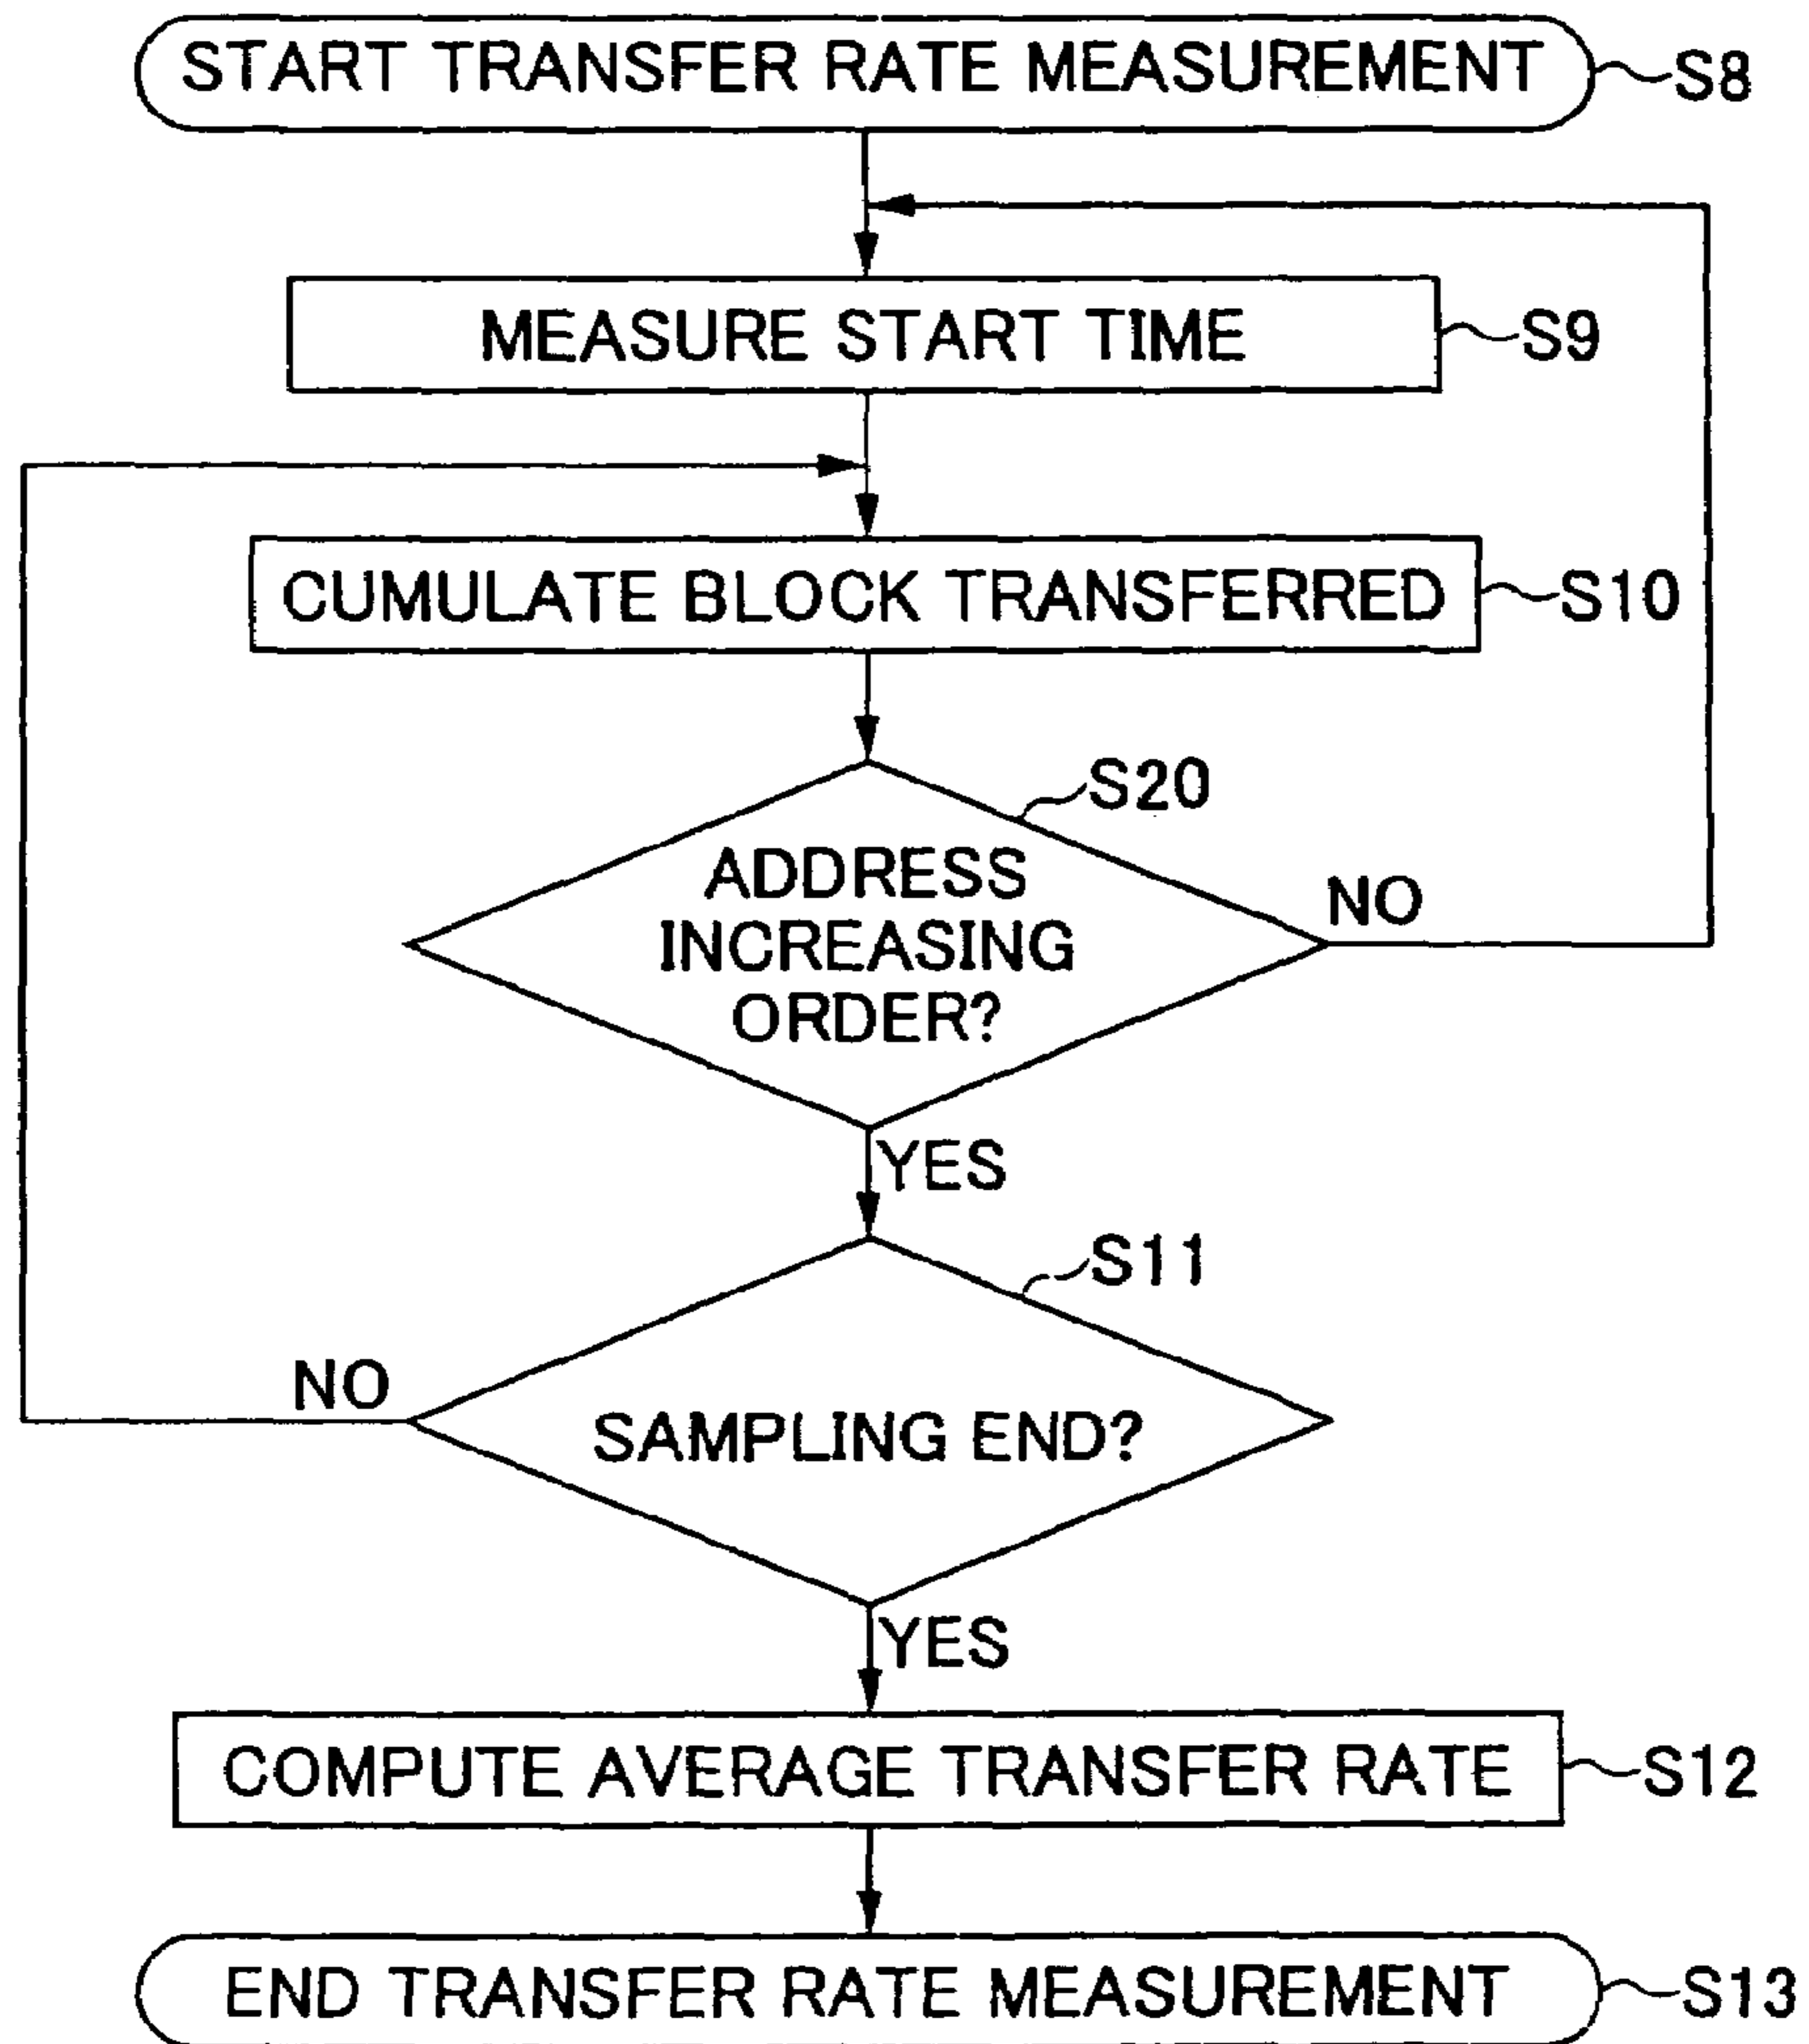 START TRANSFER RATE MEASUREMENT
S8
MEASURE START TIME
S9
CUMULATE BLOCK TRANSFERRED
S10
S20
ADDRESS
INCREASING
ORDER?
NO
YES
S11
NO
SAMPLING END?
YES
COMPUTE AVERAGE TRANSFER RATE
S12
END TRANSFER RATE MEASUREMENT
S13